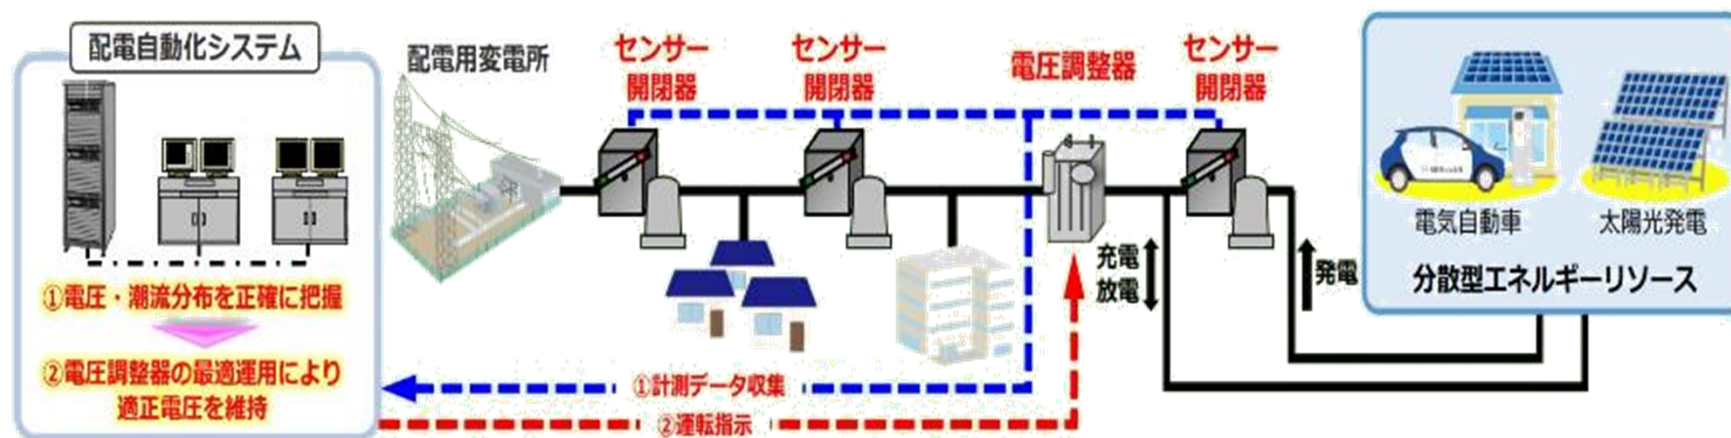 配電自動化システム
①電圧・潮流分布を正確に把握
②電圧調整器の最適運用により
適正電圧を維持
配電用変電所
センサー
開閉器
センサー
開閉器
電圧調整器
センサー
開閉器
充電
放電
発電
電気自動車
太陽光発電
分散型エネルギーリソース
①計測データ収集
②運転指示